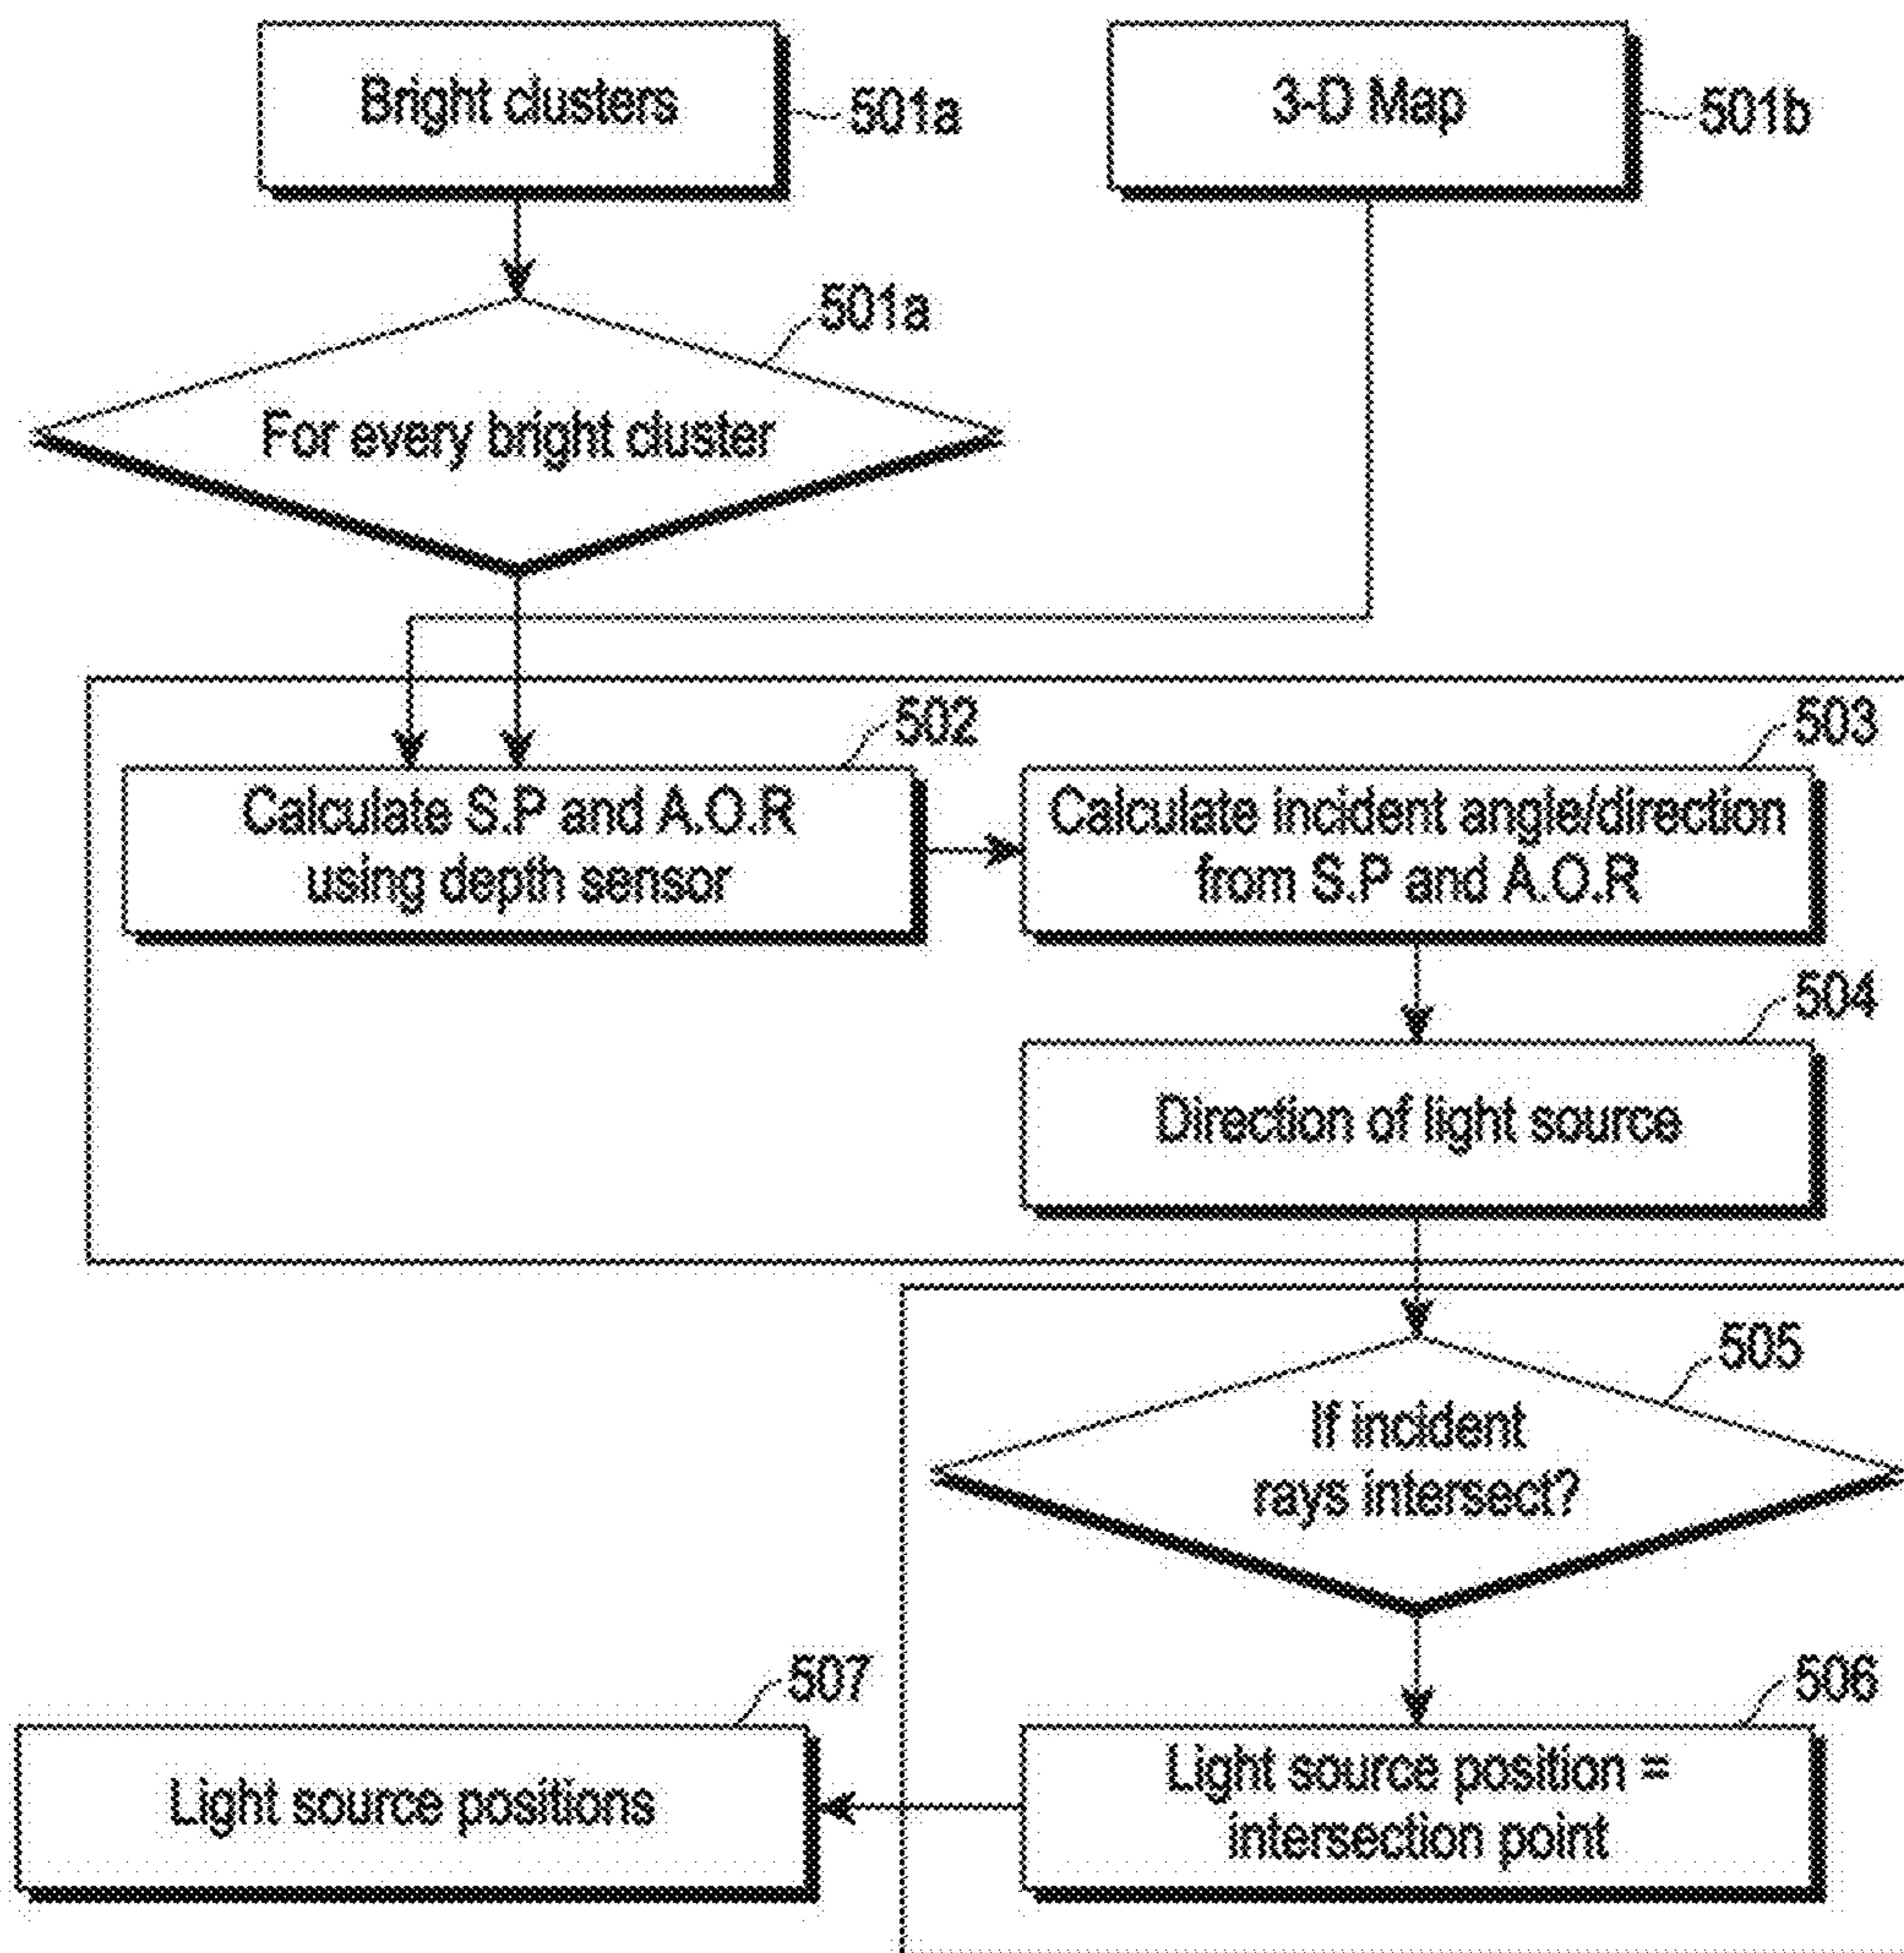 Bright clusters
501a
3-D Map
501b
501a
For every bright cluster
502
Calculate S.P and A.O.R
using depth sensor
503
Calculate incident angle/direction
from S.P and A.O.R
504
Direction of light source
505
If incident
rays intersect?
506
Light source position =
intersection point
507
Light source positions